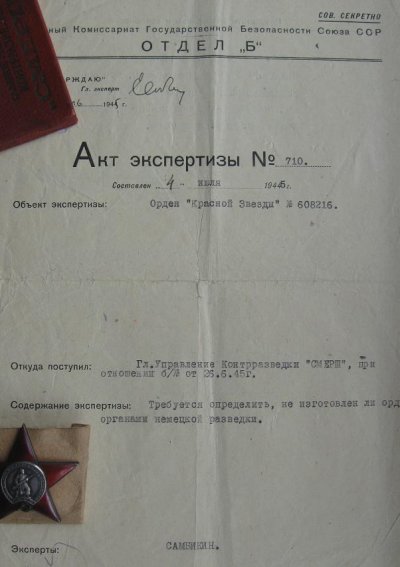 СОВ. СЕКРЕТНО
ный Комиссариат Государственной Безопасности Союза ССР
ОТДЕЛ „Б“
РЖДАЮ"
Гл. эксперт
1945 г.
Акт экспертизы № 710.
Составлен 4 - июля 1945г.
Объект экспертизы: Орден "Красной Звезды" № 608216.
Откуда поступил: Гл.Управление Контрразведки "СМЕРШ", при
отношении б/№ от 26.6.45г.
Содержание экспертизы: Требуется определить, не изготовлен ли орд
органами немецкой разведки.
Эксперты: САМБИКИН.